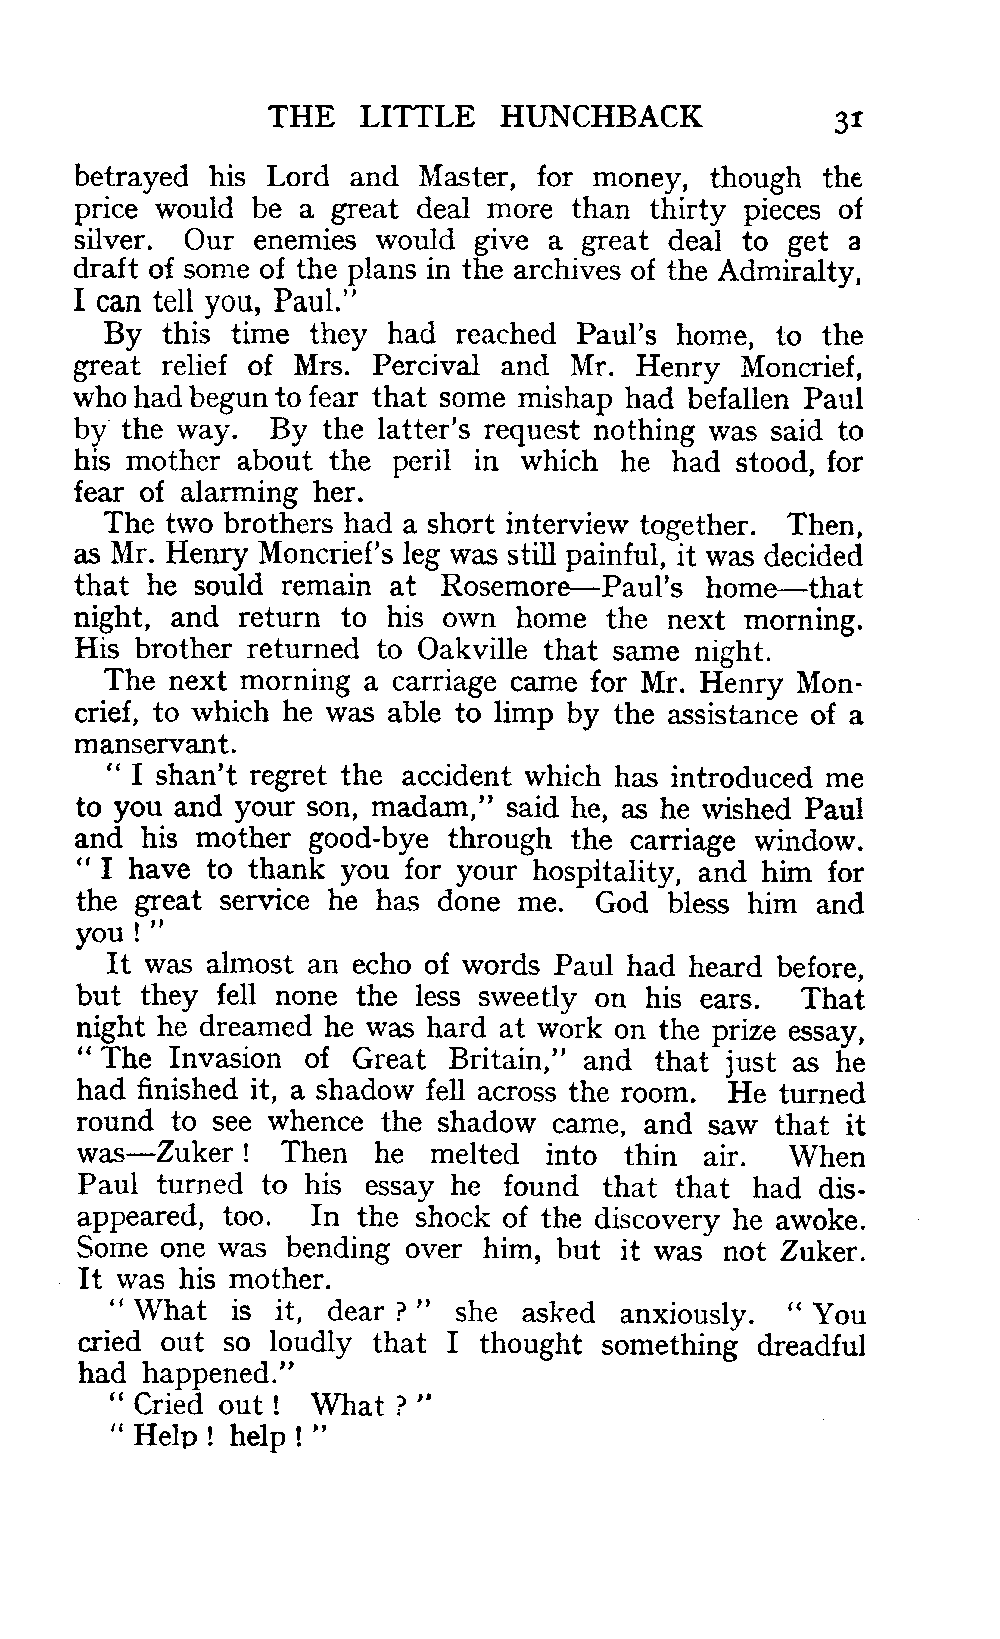 THE LITTLE HUNCHBACK 31
betrayed his Lord and Master, for money, though the
price would be a great deal more than thirty pieces of
silver. Our enemies would give a great deal to get a
draft of some of the plans in the archives of the Admiralty,
I can tell you, Paul."
By this time they had reached Paul's home, to the
great relief of Mrs. Percival and Mr. Henry Moncrief,
who had begun to fear that some mishap had befallen Paul
by the way. By the latter's request nothing was said to
his mother about the peril in which he had stood, for
fear of alarming her.
The two brothers had a short interview together. Then,
as Mr. Henry Moncrief's leg was still painful, it was decided
that he sould remain at Rosemore—Paul's home—that
night, and return to his own home the next morning.
His brother returned to Oakville that same night.
The next morning a carriage came for Mr. Henry Mon-
crief, to which he was able to limp by the assistance of a
manservant.
" I shan't regret the accident which has introduced me
to you and your son, madam," said he, as he wished Paul
and his mother good-bye through the carriage window.
" I have to thank you for your hospitality, and him for
the great service he has done me. God bless him and
you ! "
It was almost an echo of words Paul had heard before,
but they fell none the less sweetly on his ears. That
night he dreamed he was hard at work on the prize essay,
" The Invasion of Great Britain," and that just as he
had finished it, a shadow fell across the room. He turned
round to see whence the shadow came, and saw that it
was—Zuker ! Then he melted into thin air. When
Paul turned to his essay he found that that had dis-
appeared, too. In the shock of the discovery he awoke.
Some one was bending over him, but it was not Zuker.
It was his mother.
" What is it, dear ? " she asked anxiously. " You
cried out so loudly that I thought something dreadful
had happened."
" Cried out ! What ? "
" Help ! help ! "